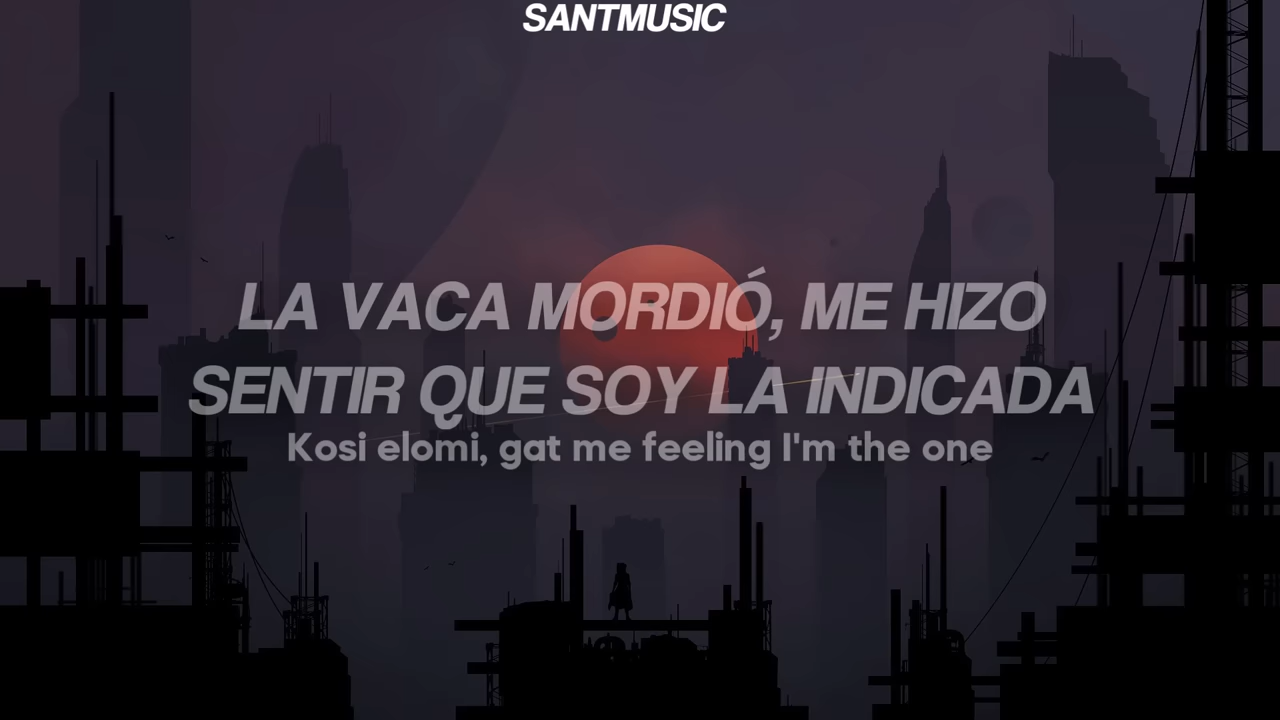 SANTMUSIC
LA VACA MORDIÓ, ME HIZO
SENTIR QUE SOY LA INDICADA
Kosi elomi, gat me feeling I'm the one